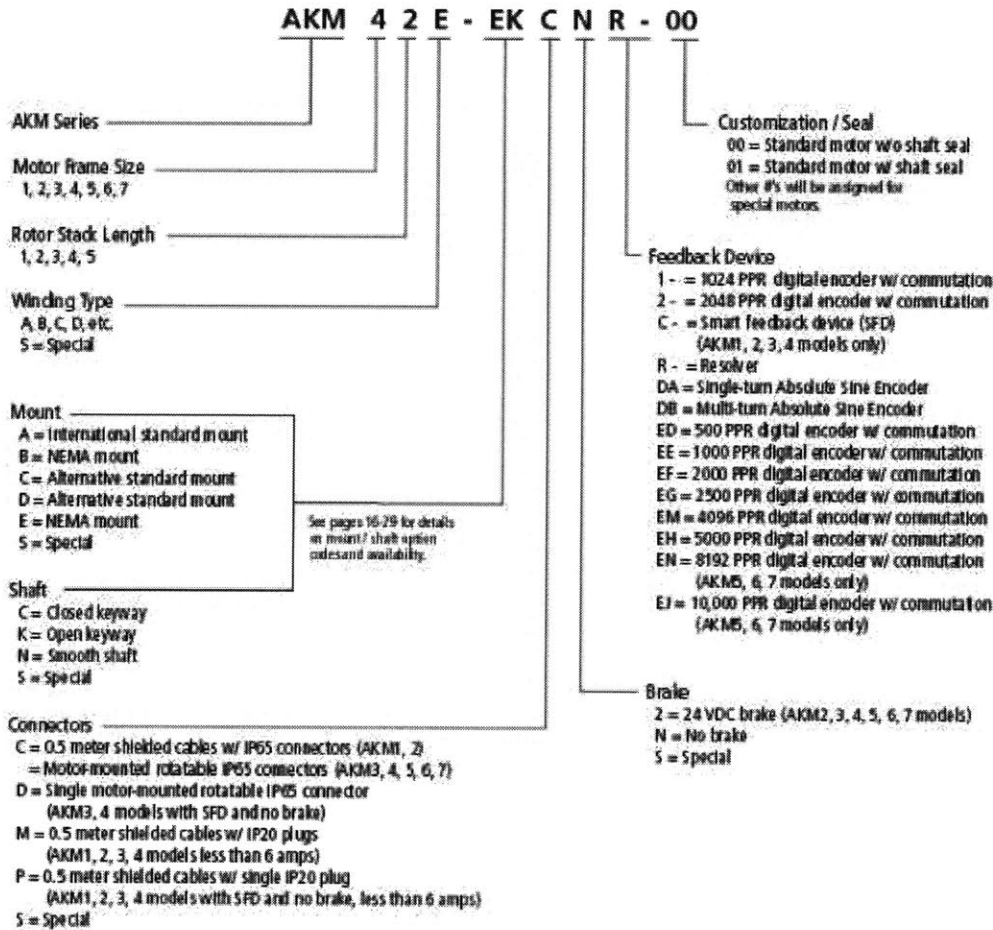 AKM 4 2 E - EK C N R - 00
AKM Series
Motor Frame Size
1, 2, 3, 4, 5, 6, 7
Rotor Stack Length
1, 2, 3, 4, 5
Winding Type
A, B, C, D, etc.
S = Special
Mount
A = International standard mount
B = NEMA mount
C = Alternative standard mount
D = Alternative standard mount
E = NEMA mount
S = Special
See pages 16-29 for details
on mount / shaft option
codes and availability.
Shaft
C = Closed keyway
K = Open keyway
N = Smooth shaft
S = Special
Connectors
C = 0.5 meter shielded cables w/ IP65 connectors (AKM1, 2)
= Motor-mounted rotatable IP65 connectors (AKM3, 4, 5, 6, 7)
D = Single motor-mounted rotatable IP65 connector
(AKM3, 4 models with SFD and no brake)
M = 0.5 meter shielded cables w/ IP20 plugs
(AKM1, 2, 3, 4 models less than 6 amps)
P = 0.5 meter shielded cables w/ single IP20 plug
(AKM1, 2, 3, 4 models with SFD and no brake, less than 6 amps)
S = Special
Customization / Seal
00 = Standard motor w/o shaft seal
01 = Standard motor w/ shaft seal
Other #'s will be assigned for
special motors.
Feedback Device
1 - = 1024 PPR digital encoder w/ commutation
2 - = 2048 PPR digital encoder w/ commutation
C - = Smart feedback device (SFD)
(AKM1, 2, 3, 4 models only)
R - = Resolver
DA = Single-turn Absolute Sine Encoder
DB = Multi-turn Absolute Sine Encoder
ED = 500 PPR digital encoder w/ commutation
EE = 1000 PPR digital encoder w/ commutation
EF = 2000 PPR digital encoder w/ commutation
EG = 2500 PPR digital encoder w/ commutation
EM = 4096 PPR digital encoder w/ commutation
EH = 5000 PPR digital encoder w/ commutation
EN = 8192 PPR digital encoder w/ commutation
(AKM5, 6, 7 models only)
EJ = 10,000 PPR digital encoder w/ commutation
(AKM5, 6, 7 models only)
Brake
2 = 24 VDC brake (AKM2, 3, 4, 5, 6, 7 models)
N = No brake
S = Special